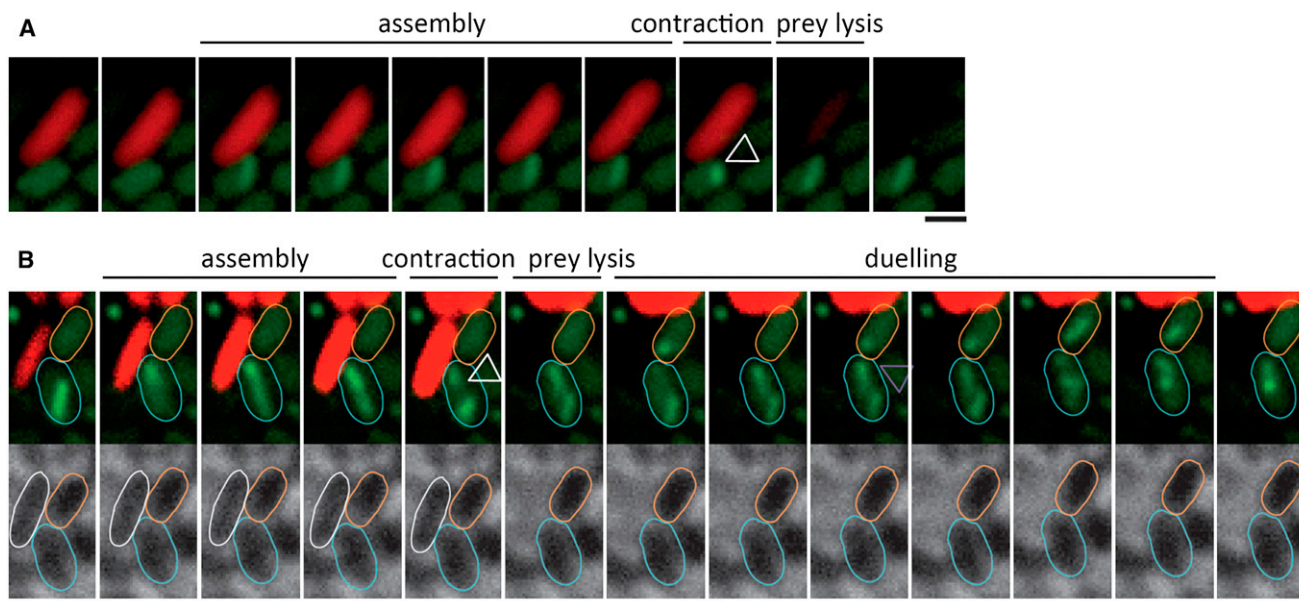 A
assembly contraction prey lysis
B
assembly contraction prey lysis duelling